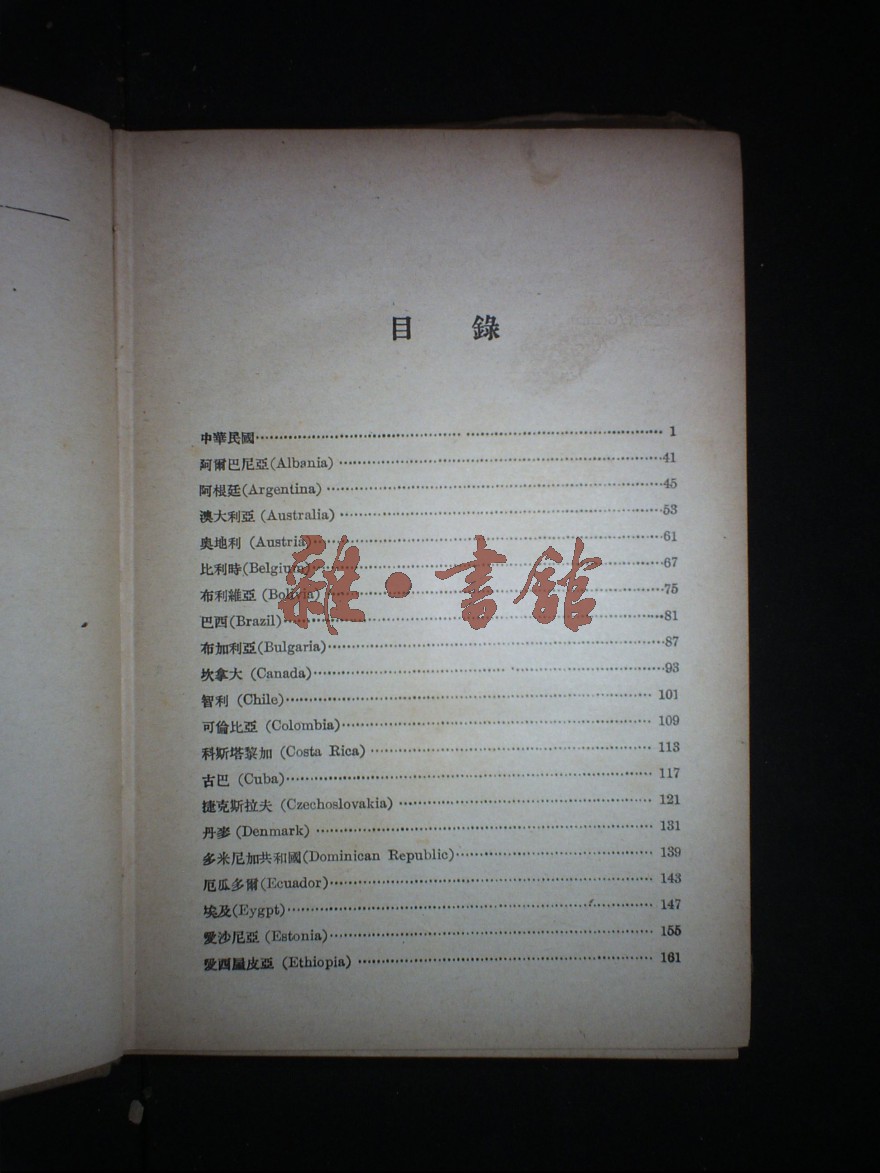 目錄
中華民國 1
阿爾巴尼亞(Albania) 41
阿根廷(Argentina) 45
澳大利亞 (Australia) 53
奥地利 (Austria) 61
比利時(Belgium) 67
布利維亞 (Bolivia) 75
雜•書舘
巴西(Brazil) 81
布加利亞(Bulgaria) 87
坎拿大 (Canada) 93
智利 (Chile) 101
可倫比亞 (Colombia) 109
科斯塔黎加 (Costa Rica) 113
古巴 (Cuba) 117
捷克斯拉夫 (Czechoslovakia) 121
丹麥 (Denmark) 131
多米尼加共和國(Dominican Republic) 139
厄瓜多爾(Ecuador) 143
埃及(Eygpt) 147
愛沙尼亞 (Estonia) 155
愛西屋皮亞 (Ethiopia) 161